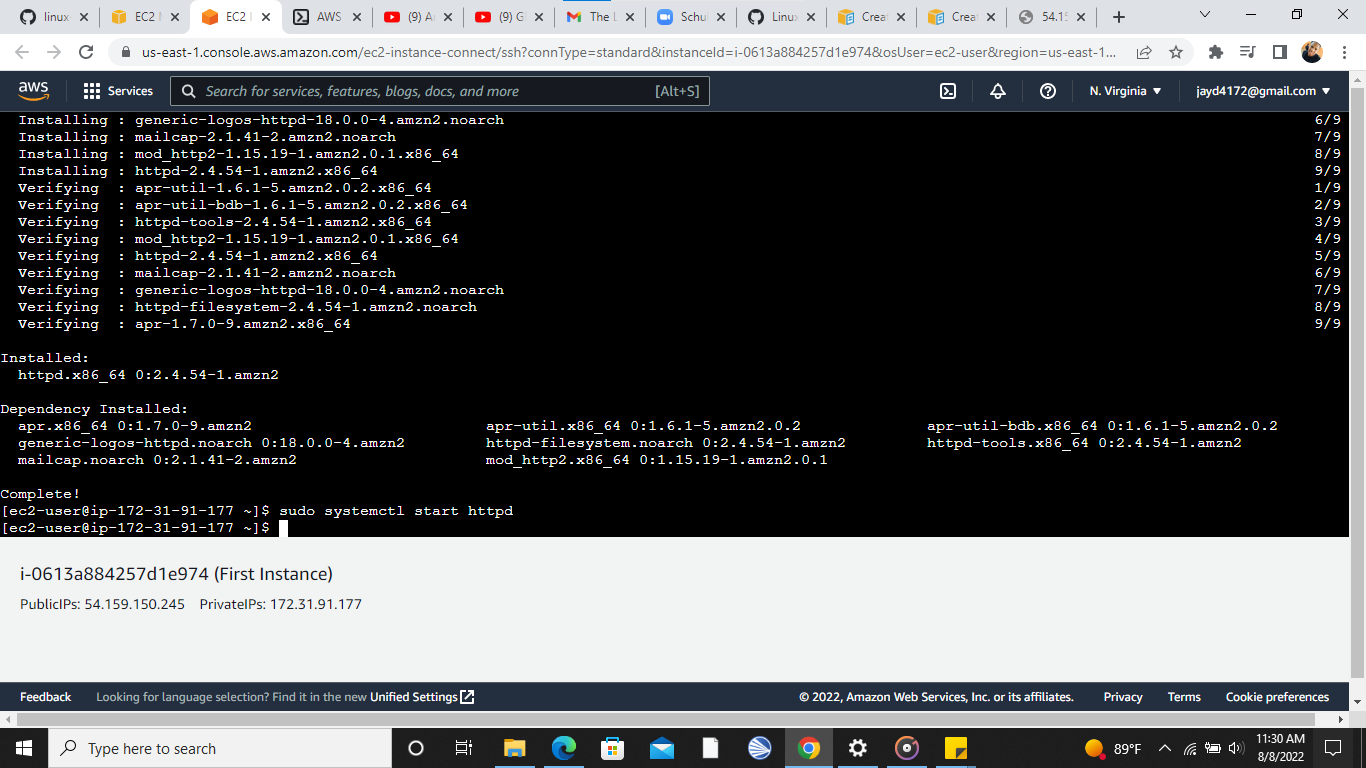 linux
EC2 M
EC2 I
AWS
(9) A
(9) G
The L
Schu
Linux
Creat
Creat
54.15
us-east-1.console.aws.amazon.com/ec2-instance-connect/ssh?connType=standard&instanceId=i-0613a884257d1e974&osUser=ec2-user&region=us-east-1...
aws Services Search for services, features, blogs, docs, and more [Alt+S] N. Virginia jayd4172@gmail.com
Installing : generic-logos-httpd-18.0.0-4.amzn2.noarch 6/9
Installing : mailcap-2.1.41-2.amzn2.noarch 7/9
Installing : mod_http2-1.15.19-1.amzn2.0.1.x86_64 8/9
Installing : httpd-2.4.54-1.amzn2.x86_64 9/9
Verifying : apr-util-1.6.1-5.amzn2.0.2.x86_64 1/9
Verifying : apr-util-bdb-1.6.1-5.amzn2.0.2.x86_64 2/9
Verifying : httpd-tools-2.4.54-1.amzn2.x86_64 3/9
Verifying : mod_http2-1.15.19-1.amzn2.0.1.x86_64 4/9
Verifying : httpd-2.4.54-1.amzn2.x86_64 5/9
Verifying : mailcap-2.1.41-2.amzn2.noarch 6/9
Verifying : generic-logos-httpd-18.0.0-4.amzn2.noarch 7/9
Verifying : httpd-filesystem-2.4.54-1.amzn2.noarch 8/9
Verifying : apr-1.7.0-9.amzn2.x86_64 9/9
Installed:
httpd.x86_64 0:2.4.54-1.amzn2
Dependency Installed:
apr.x86_64 0:1.7.0-9.amzn2 apr-util.x86_64 0:1.6.1-5.amzn2.0.2 apr-util-bdb.x86_64 0:1.6.1-5.amzn2.0.2
generic-logos-httpd.noarch 0:18.0.0-4.amzn2 httpd-filesystem.noarch 0:2.4.54-1.amzn2 httpd-tools.x86_64 0:2.4.54-1.amzn2
mailcap.noarch 0:2.1.41-2.amzn2 mod_http2.x86_64 0:1.15.19-1.amzn2.0.1
Complete!
[ec2-user@ip-172-31-91-177 ~]$ sudo systemctl start httpd
[ec2-user@ip-172-31-91-177 ~]$
i-0613a884257d1e974 (First Instance)
PublicIPs: 54.159.150.245 PrivateIPs: 172.31.91.177
Feedback Looking for language selection? Find it in the new Unified Settings © 2022, Amazon Web Services, Inc. or its affiliates. Privacy Terms Cookie preferences
Type here to search
89°F
11:30 AM
8/8/2022